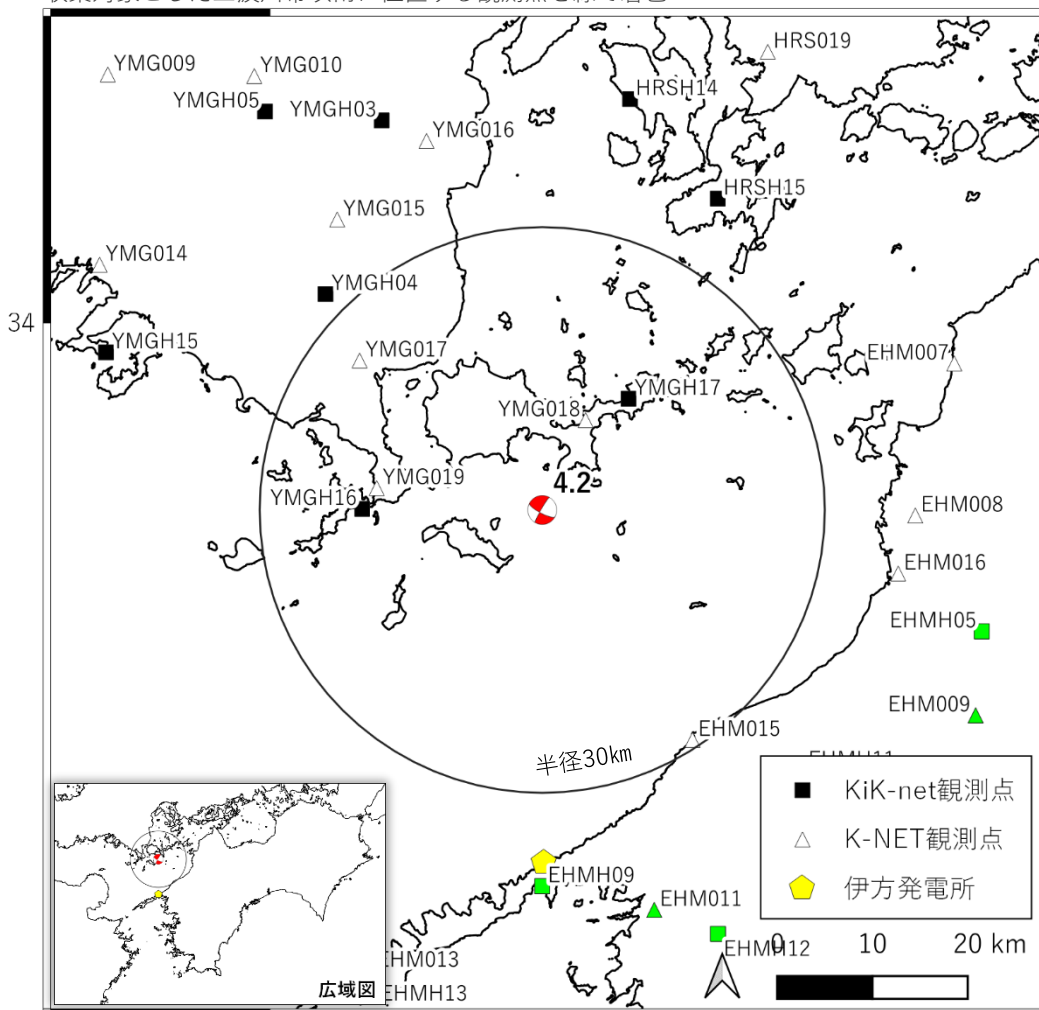 HRS019
YMG009
YMG010
YMGH05
YMGH03
HRSH14
YMG016
HRSH15
YMG015
YMG014
YMGH04
34
YMGH15
YMG017
EHM007
YMGH17
YMG018
4.2
YMG019
YMGH16
EHM008
EHM016
EHMH05
EHM009
EHM015
半径30km
KiK-net観測点
K-NET観測点
伊方発電所
EHMH09
EHM011
EHMH12
EHM013
EHMH13
広域図
0 10 20 km